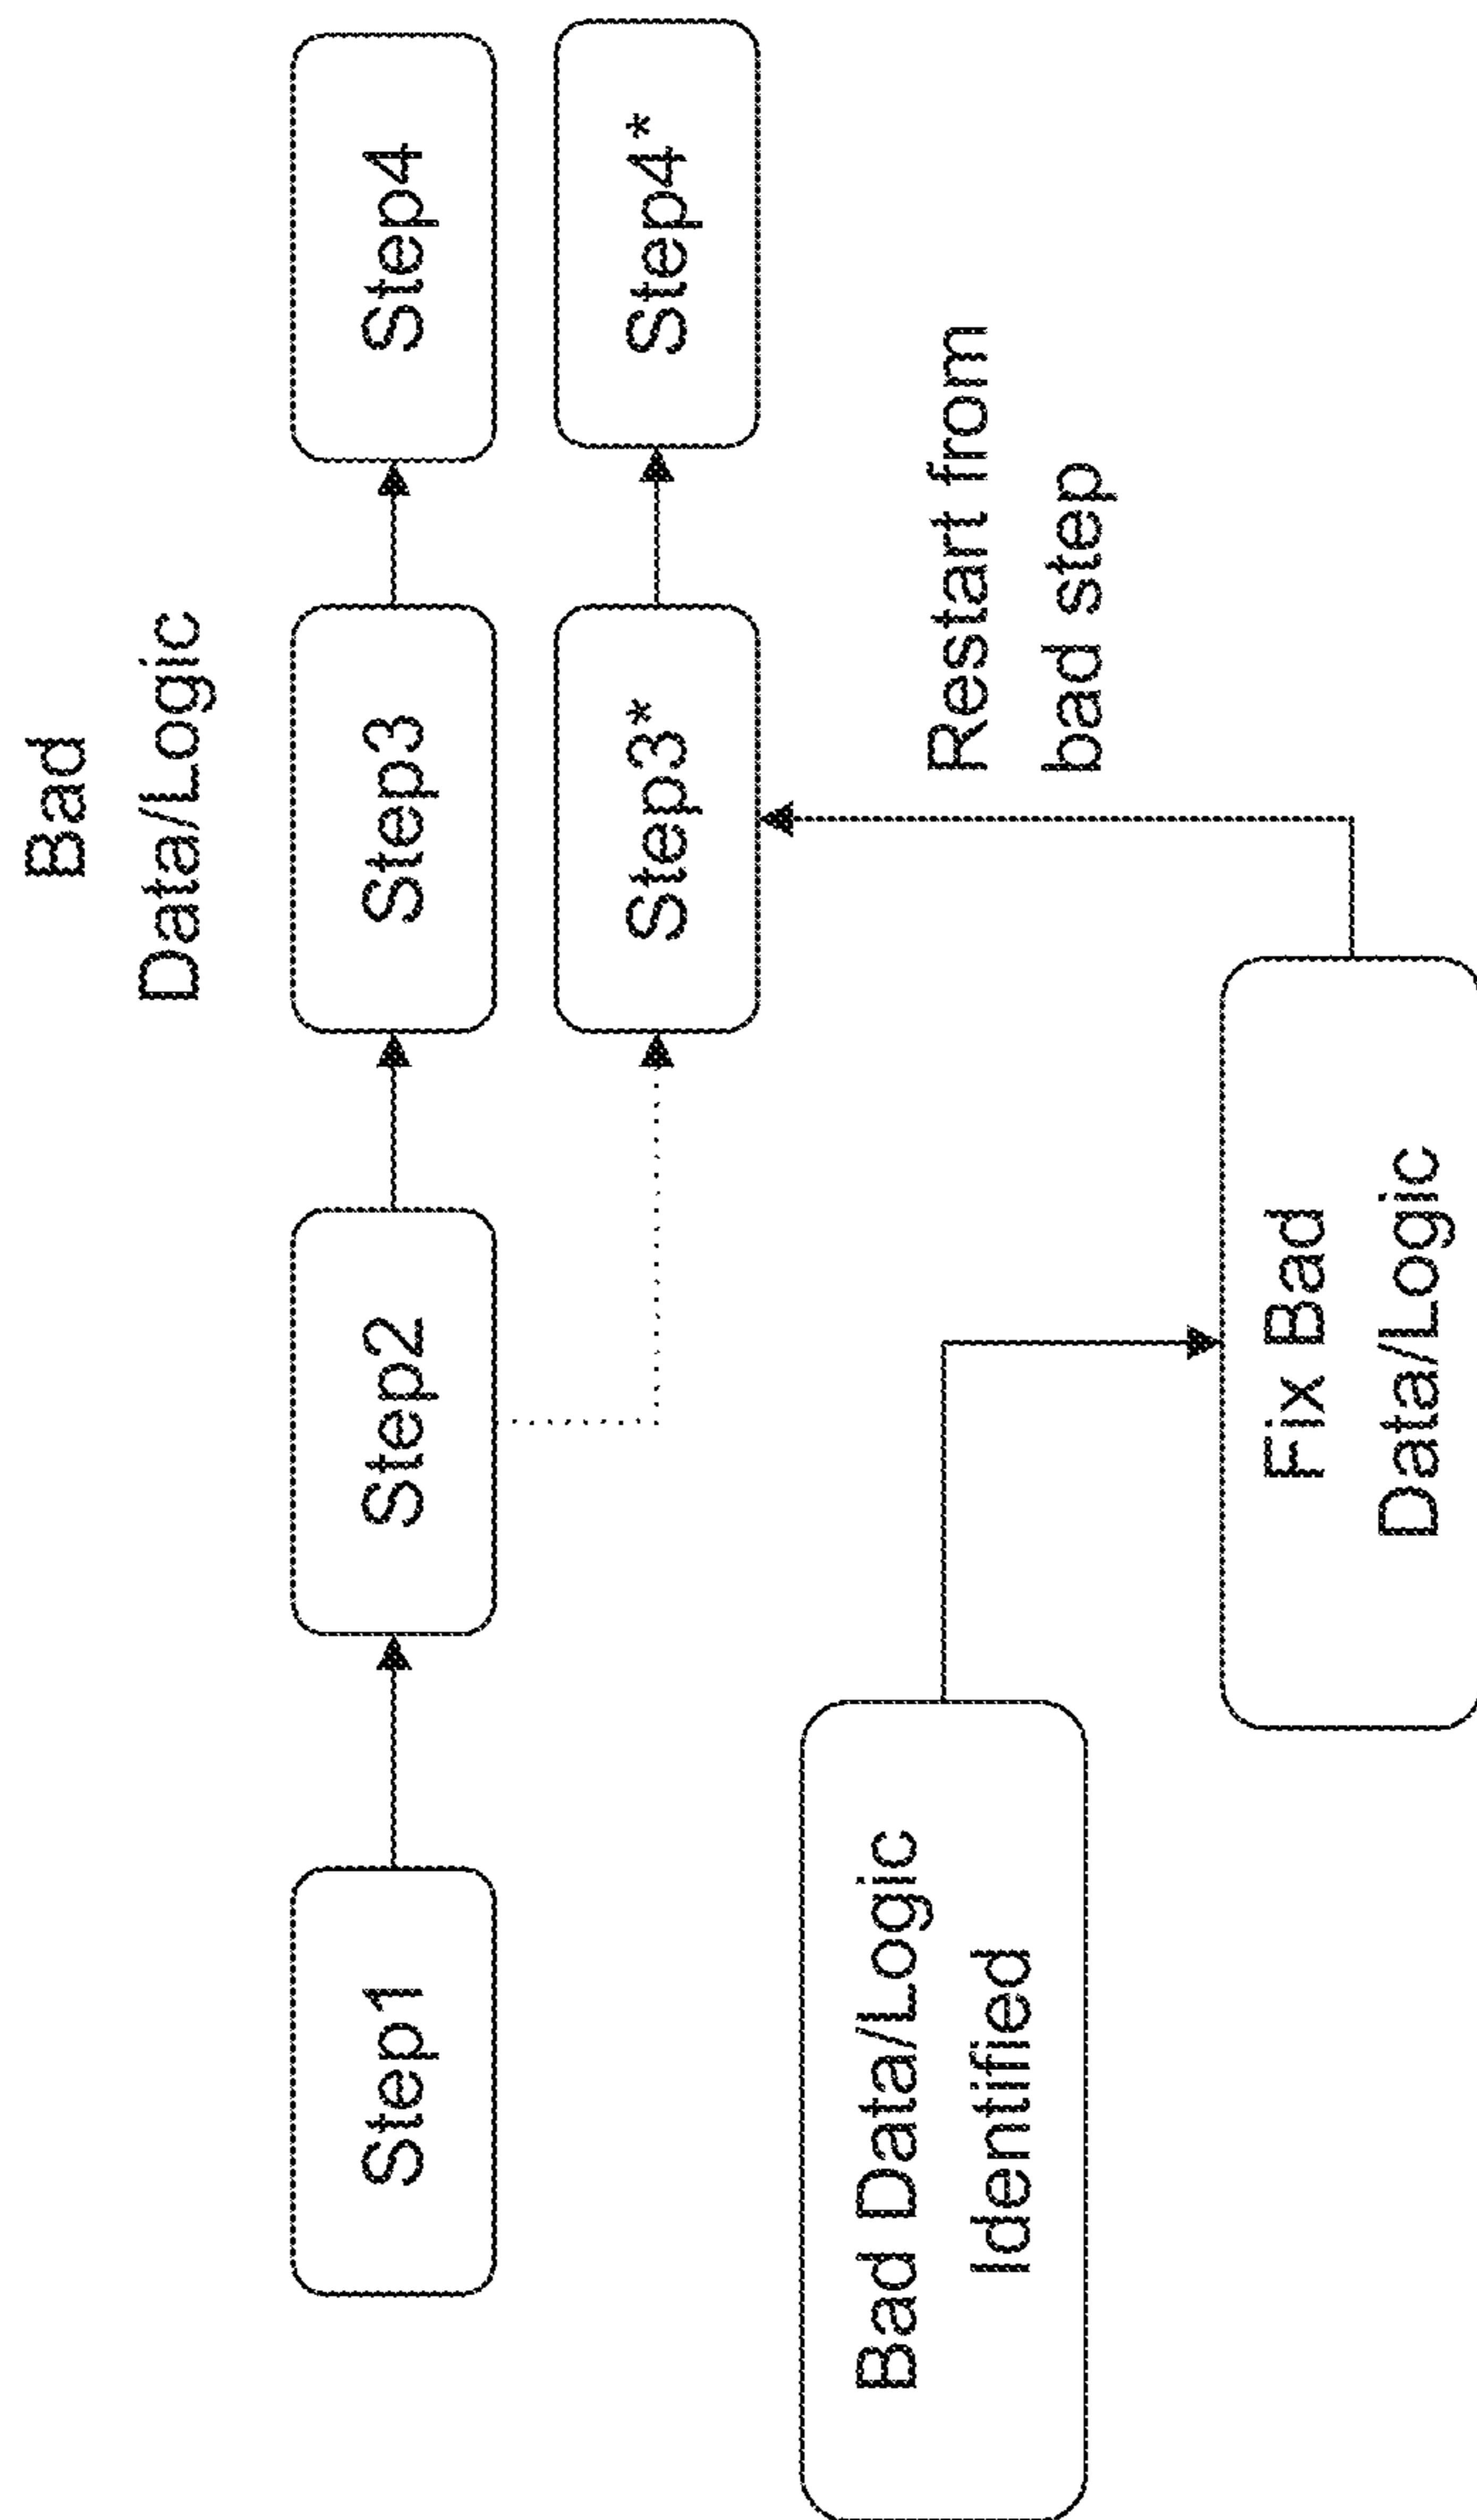 Bad
Data/Logic
Step1
Step2
Step3
Step4
Step3*
Step4*
Restart from
bad step
Bad Data/Logic
Identified
Fix Bad
Data/Logic